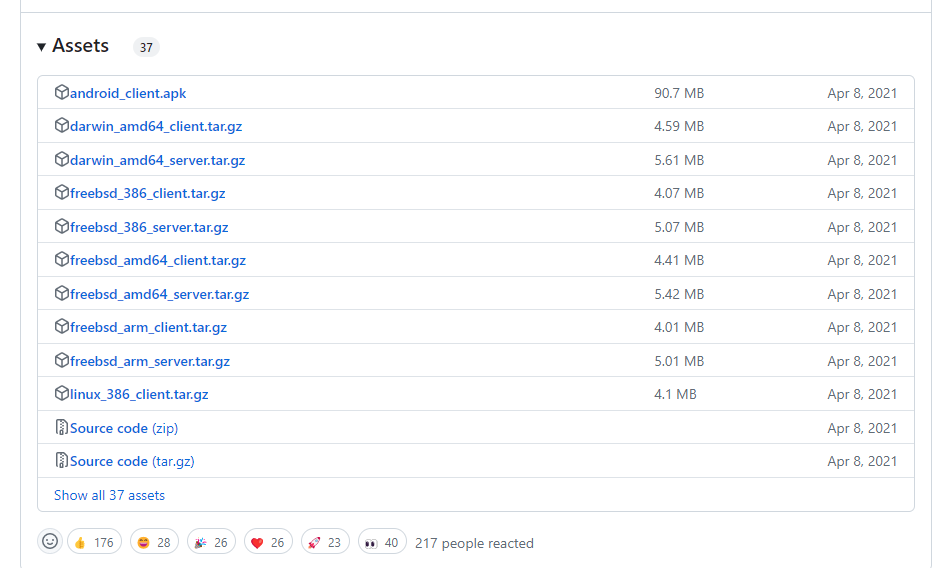 Assets 37
android_client.apk 90.7 MB Apr 8, 2021
darwin_amd64_client.tar.gz 4.59 MB Apr 8, 2021
darwin_amd64_server.tar.gz 5.61 MB Apr 8, 2021
freebsd_386_client.tar.gz 4.07 MB Apr 8, 2021
freebsd_386_server.tar.gz 5.07 MB Apr 8, 2021
freebsd_amd64_client.tar.gz 4.41 MB Apr 8, 2021
freebsd_amd64_server.tar.gz 5.42 MB Apr 8, 2021
freebsd_arm_client.tar.gz 4.01 MB Apr 8, 2021
freebsd_arm_server.tar.gz 5.01 MB Apr 8, 2021
linux_386_client.tar.gz 4.1 MB Apr 8, 2021
Source code (zip) Apr 8, 2021
Source code (tar.gz) Apr 8, 2021
Show all 37 assets
176 28 26 26 23 40 217 people reacted